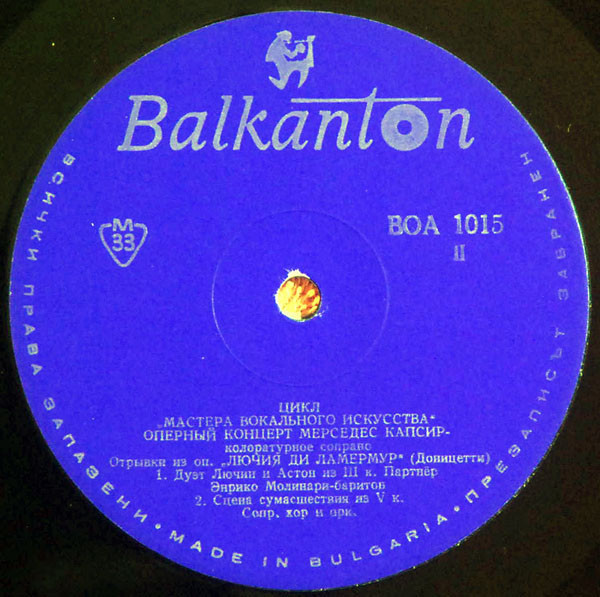 Balkanton
М
33
ВОА 1015
II
ЦИКЛ
„МАСТЕРА ВОКАЛЬНОГО ИСКУССТВА“
ОПЕРНЫЙ КОНЦЕРТ МЕРСЕДЕС КАПСИР-
колоратурное сопрано
Отрывки из оп. „ЛЮЧИЯ ДИ ЛАМЕРМУР“ (Доницетти)
1. Дуэт Лючии и Астон из III к. Партнёр
Энрико Молинари-баритон
2. Сцена сумасшествия из V к.
Сопр. хор и орк.
ВСИЧКИ ПРАВА ЗАПАЗЕНИ • MADE IN BULGARIA • ПРЕЗАПИСЪТ ЗАБРАНЕН